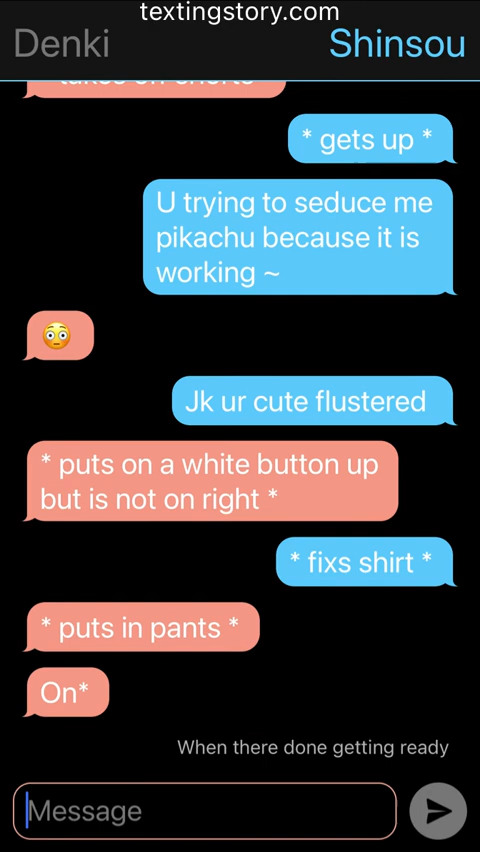 textingstory.com
Denki
Shinsou
* gets up *
U trying to seduce me
pikachu because it is
working ~
😳
Jk ur cute flustered
* puts on a white button up
but is not on right *
* fixs shirt *
* puts in pants *
On*
When there done getting ready
Message